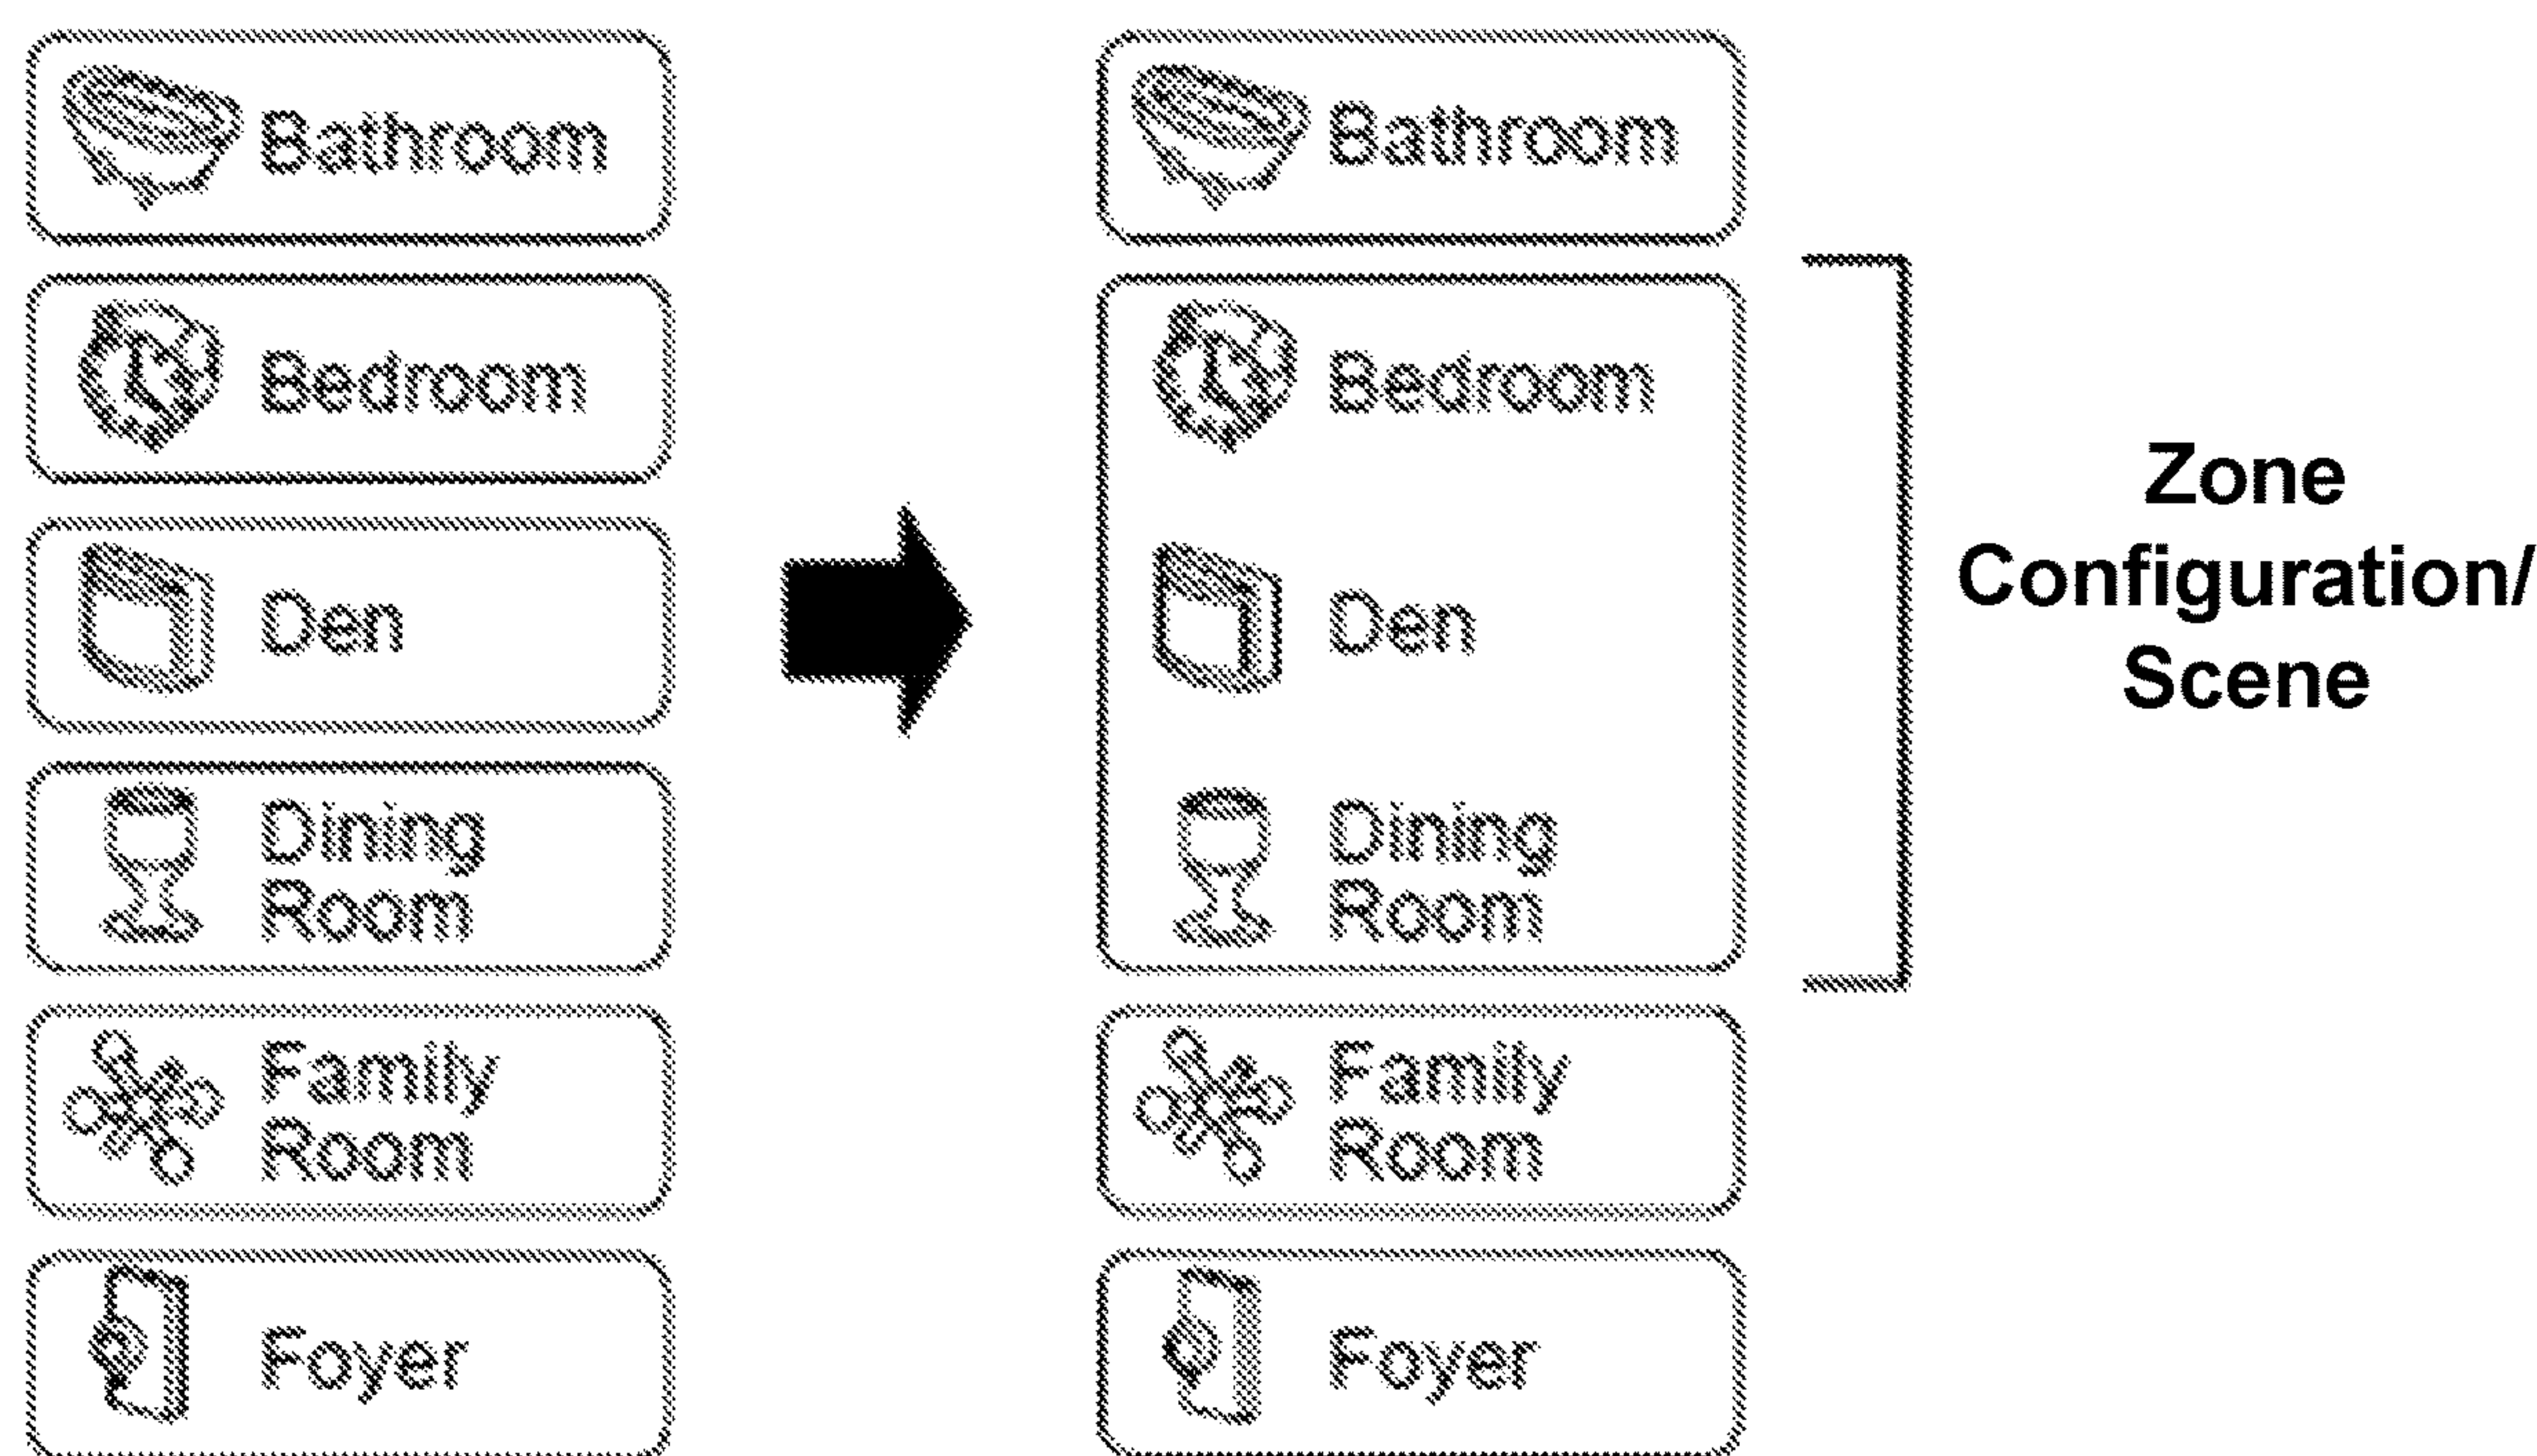 Bathroom
Bedroom
Den
Dining
Room
Family
Room
Foyer
Bathroom
Bedroom
Den
Dining
Room
Family
Room
Foyer
Zone
Configuration/
Scene